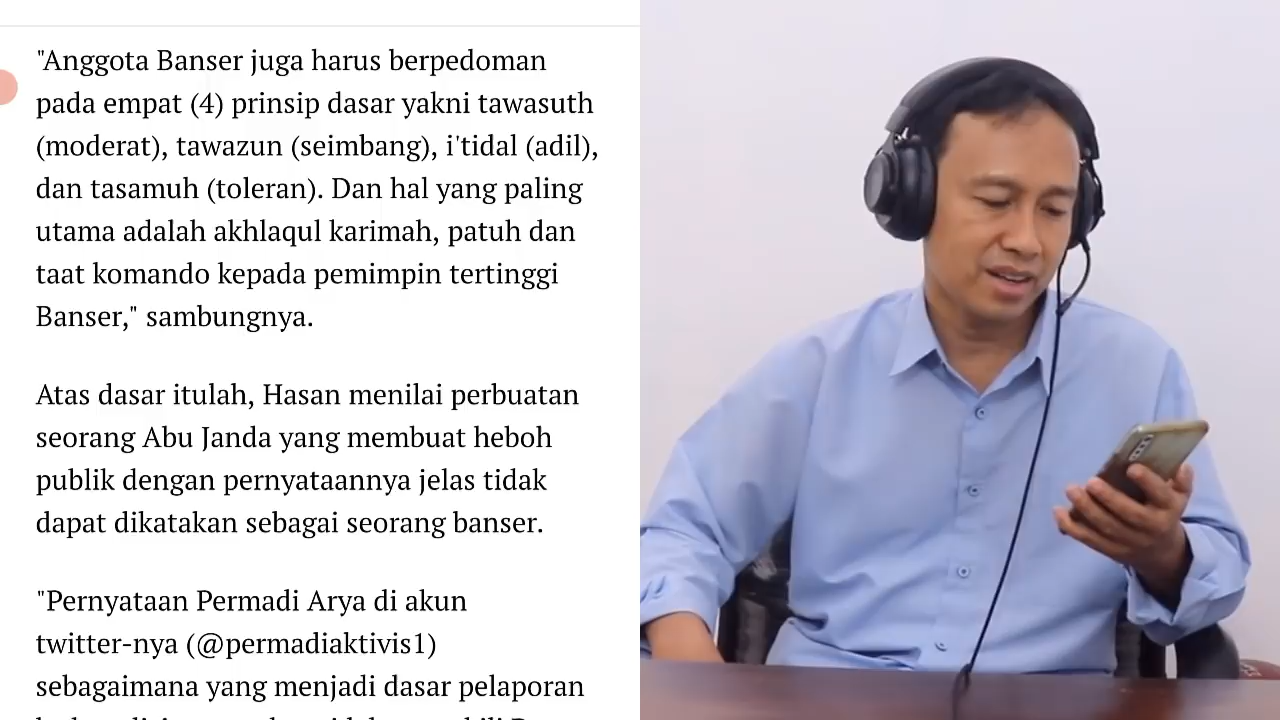 "Anggota Banser juga harus berpedoman
pada empat (4) prinsip dasar yakni tawasuth
(moderat), tawazun (seimbang), i'tidal (adil),
dan tasamuh (toleran). Dan hal yang paling
utama adalah akhlaqul karimah, patuh dan
taat komando kepada pemimpin tertinggi
Banser," sambungnya.
Atas dasar itulah, Hasan menilai perbuatan
seorang Abu Janda yang membuat heboh
publik dengan pernyataannya jelas tidak
dapat dikatakan sebagai seorang banser.
"Pernyataan Permadi Arya di akun
twitter-nya (@permadiaktivis1)
sebagaimana yang menjadi dasar pelaporan